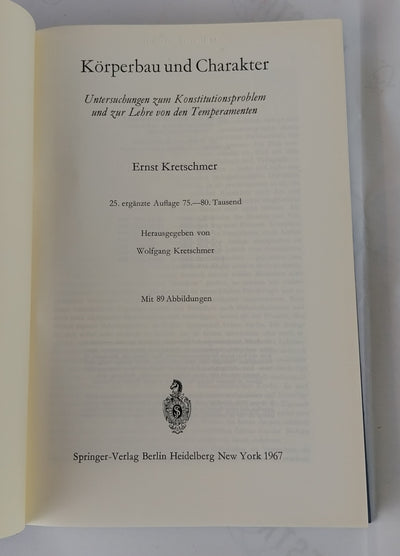 Körperbau und Charakter
Untersuchungen zum Konstitutionsproblem
und zur Lehre von den Temperamenten
Ernst Kretschmer
25. ergänzte Auflage 75.—80. Tausend
Herausgegeben von
Wolfgang Kretschmer
Mit 89 Abbildungen
Springer-Verlag Berlin Heidelberg New York 1967